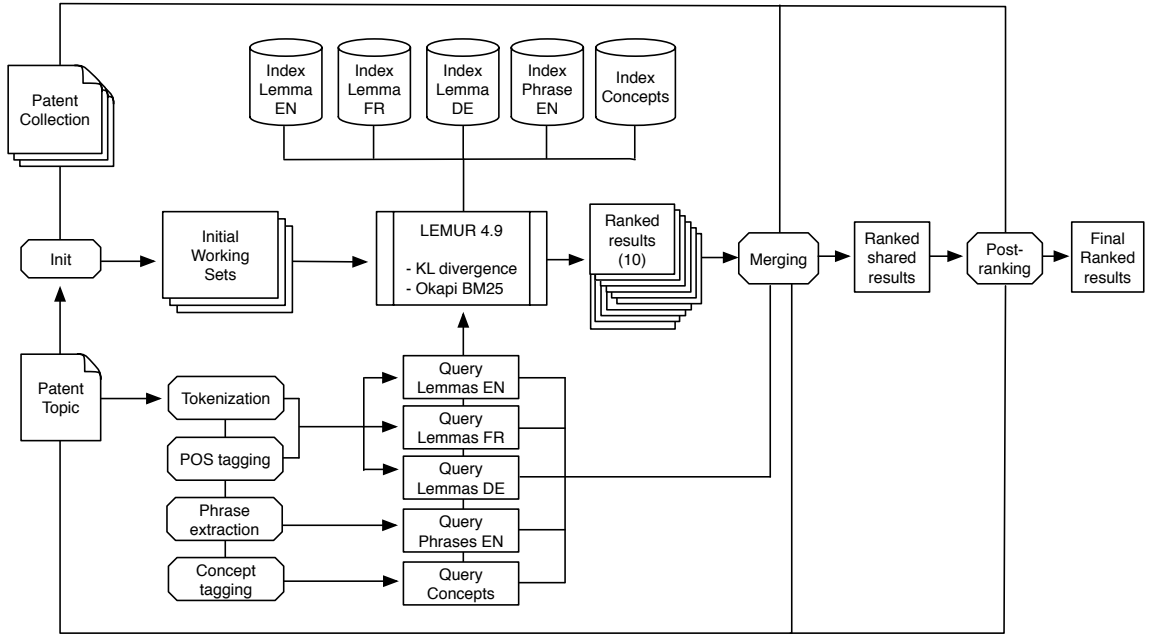 Index
Lemma
EN
Index
Lemma
FR
Index
Lemma
DE
Index
Phrase
EN
Index
Concepts
Patent
Collection
Init
Initial
Working
Sets
LEMUR 4.9
- KL divergence
- Okapi BM25
Ranked
results
(10)
Merging
Ranked
shared
results
Post-
ranking
Final
Ranked
results
Patent
Topic
Tokenization
POS tagging
Phrase
extraction
Concept
tagging
Query
Lemmas EN
Query
Lemmas FR
Query
Lemmas DE
Query
Phrases EN
Query
Concepts